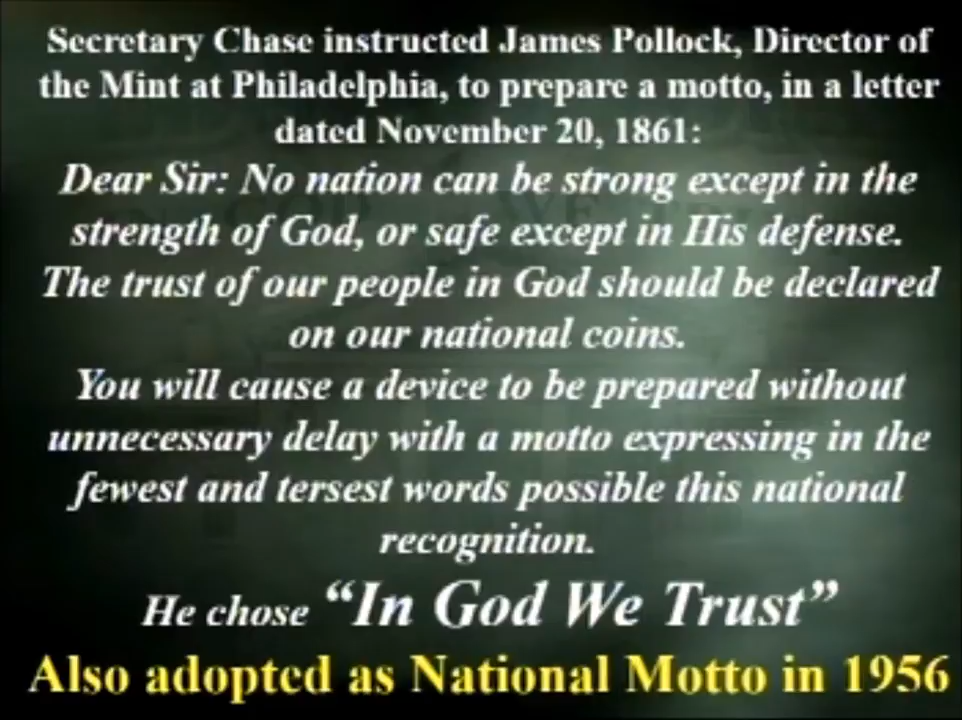 Secretary Chase instructed James Pollock, Director of
the Mint at Philadelphia, to prepare a motto, in a letter
dated November 20, 1861:
Dear Sir: No nation can be strong except in the
strength of God, or safe except in His defense.
The trust of our people in God should be declared
on our national coins.
You will cause a device to be prepared without
unnecessary delay with a motto expressing in the
fewest and tersest words possible this national
recognition.
He chose “In God We Trust”
Also adopted as National Motto in 1956